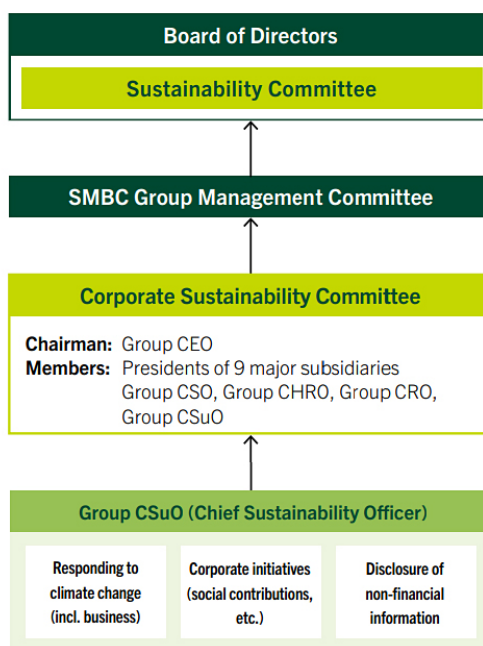 Board of Directors
Sustainability Committee
SMBC Group Management Committee
Corporate Sustainability Committee
Chairman: Group CEO
Members: Presidents of 9 major subsidiaries
Group CSO, Group CHRO, Group CRO,
Group CSuO
Group CSuO (Chief Sustainability Officer)
Responding to
climate change
(incl. business)
Corporate initiatives
(social contributions,
etc.)
Disclosure of
non-financial
information